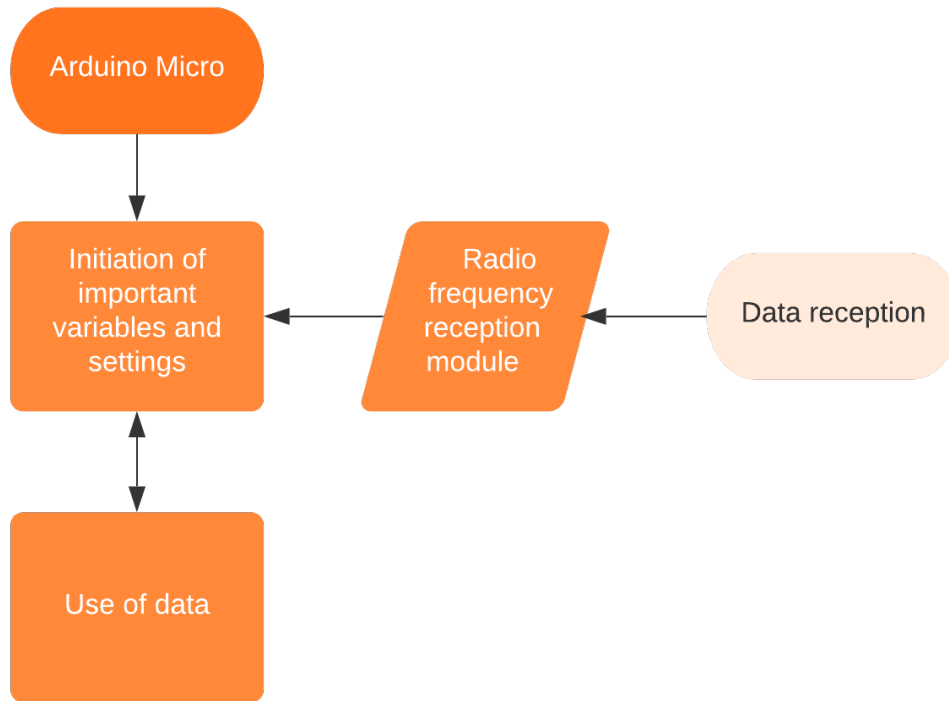 Arduino Micro
Initiation of
important
variables and
settings
Radio
frequency
reception
module
Data reception
Use of data